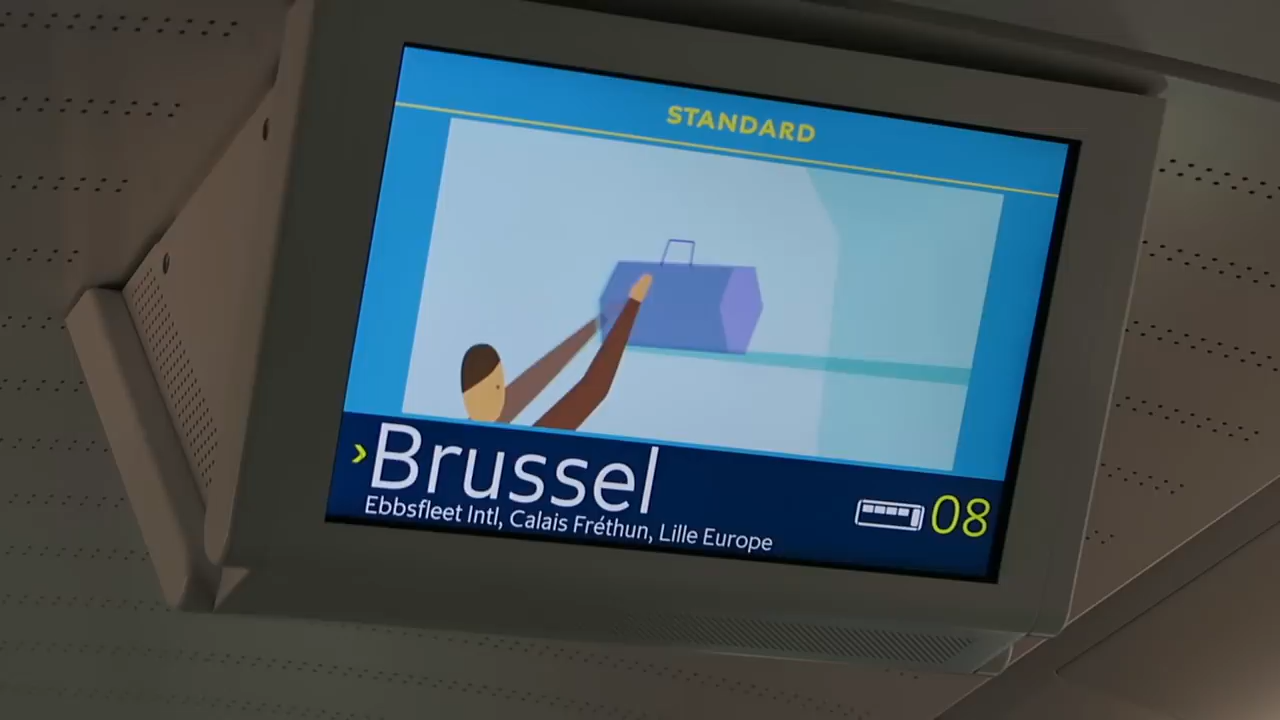 STANDARD
› Brussel
Ebbsfleet Intl, Calais Fréthun, Lille Europe
08